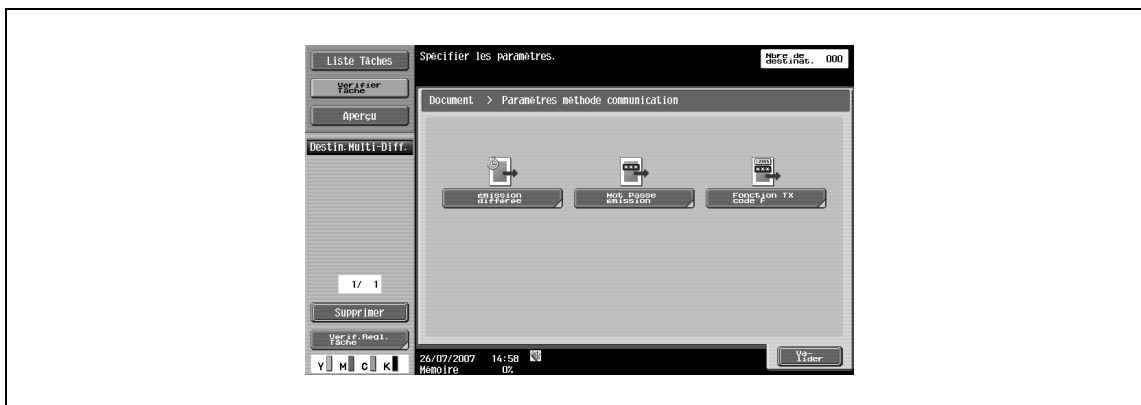 Liste Tâches
Vérifier
Tâche
Aperçu
Destin.Multi-Diff.
1/ 1
Supprimer
Vérif.Régl.
Tâche
Y M C K
Spécifier les paramètres.
Nbre de
destinat. 000
Document > Paramètres méthode communication
Émission
différée
Mot Passe
Émission
Fonction TX
code F
26/07/2007 14:58
Mémoire 0%
Va-
lider